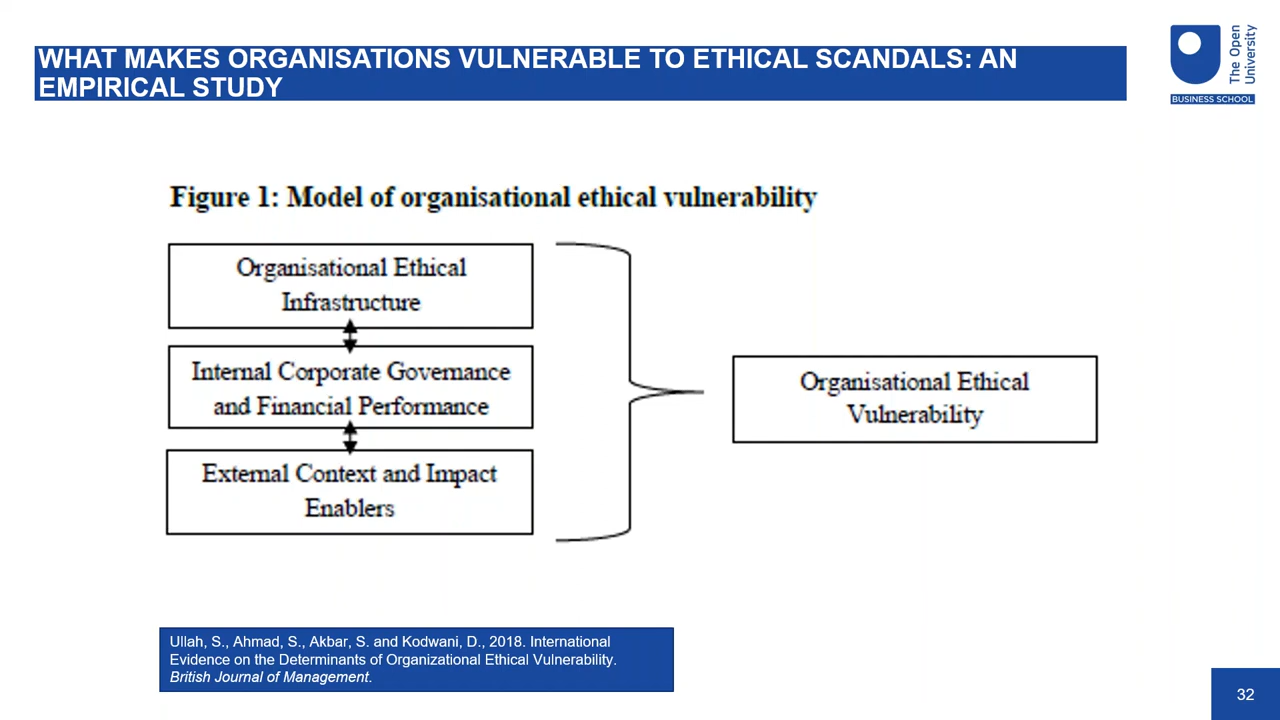 WHAT MAKES ORGANISATIONS VULNERABLE TO ETHICAL SCANDALS: AN
EMPIRICAL STUDY
The Open
University
BUSINESS SCHOOL
Figure 1: Model of organisational ethical vulnerability
Organisational Ethical
Infrastructure
Internal Corporate Governance
and Financial Performance
External Context and Impact
Enablers
Organisational Ethical
Vulnerability
Ullah, S., Ahmad, S., Akbar, S. and Kodwani, D., 2018. International
Evidence on the Determinants of Organizational Ethical Vulnerability.
British Journal of Management.
32